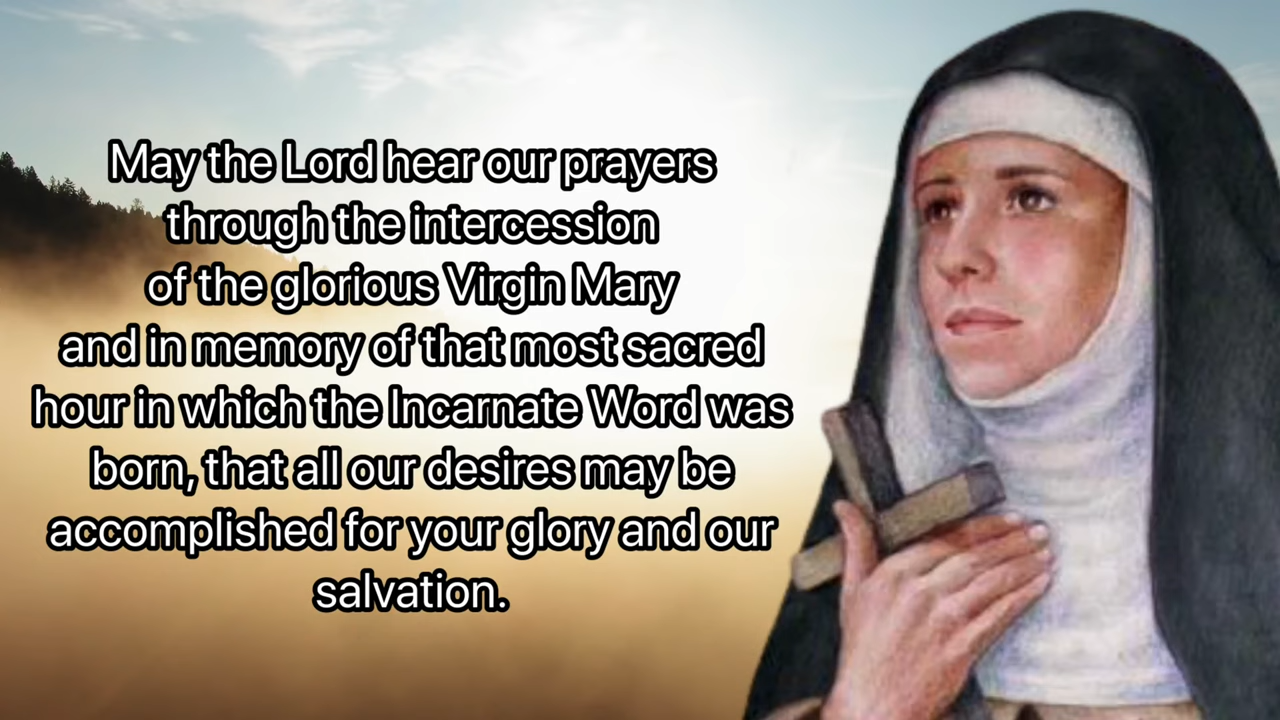 May the Lord hear our prayers
through the intercession
of the glorious Virgin Mary
and in memory of that most sacred
hour in which the Incarnate Word was
born, that all our desires may be
accomplished for your glory and our
salvation.